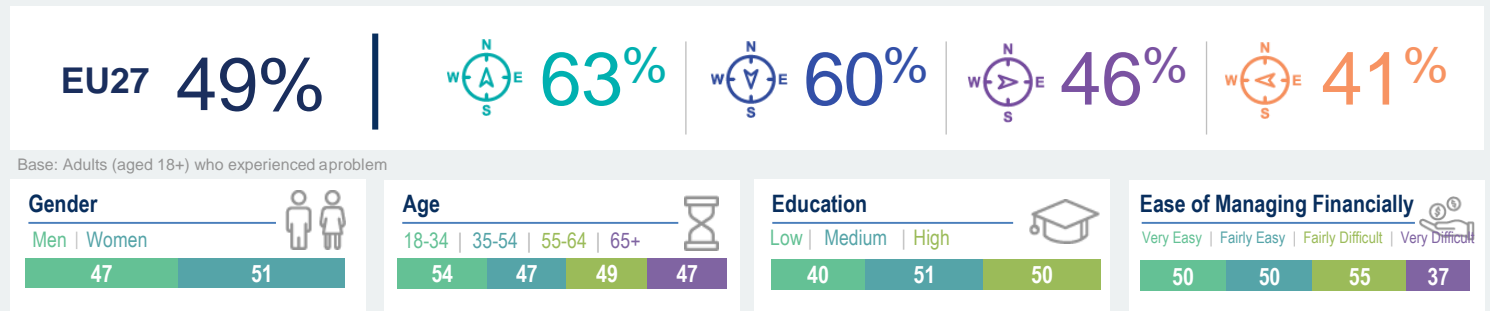 EU27 49%
N
W E
S
63%
N
W E
S
60%
N
W E
S
46%
N
W E
S
41%
Base: Adults (aged 18+) who experienced aproblem
Gender
Men | Women
47 51
Age
18-34 | 35-54 | 55-64 | 65+
54 47 49 47
Education
Low | Medium | High
40 51 50
Ease of Managing Financially
Very Easy | Fairly Easy | Fairly Difficult | Very Difficult
50 50 55 37